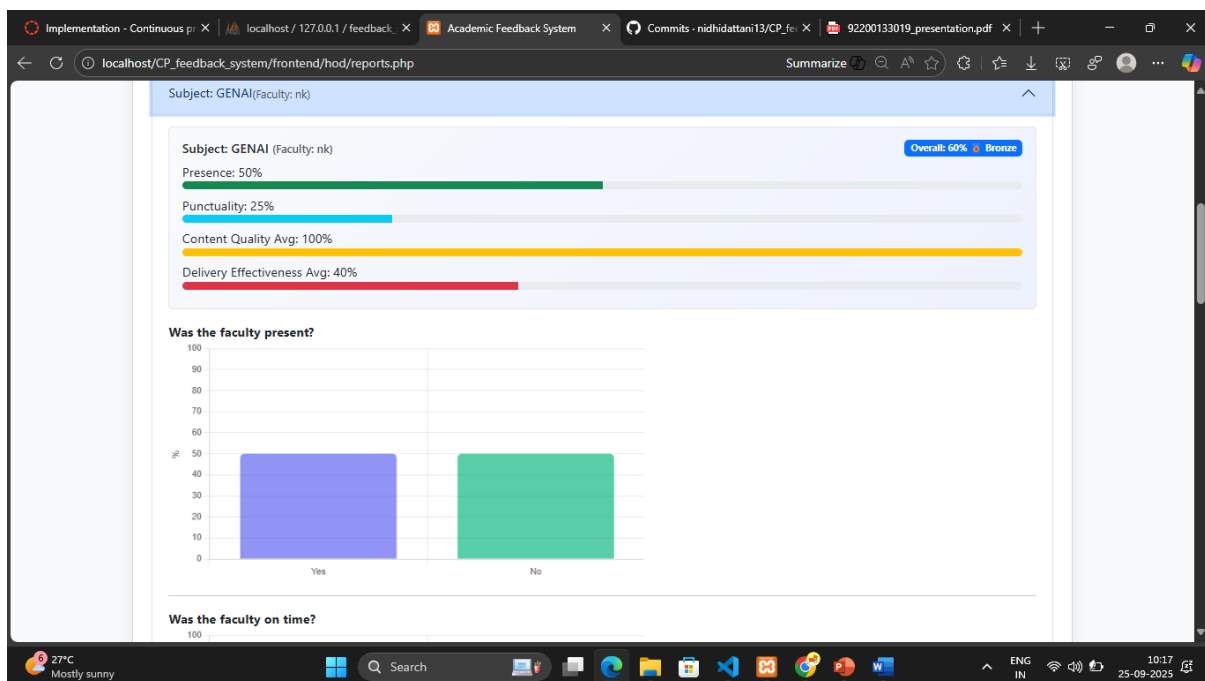 Implementation - Continuous pr
localhost / 127.0.0.1 / feedback_
Academic Feedback System
Commits · nidhidattani13/CP_fee
92200133019_presentation.pdf
localhost/CP_feedback_system/frontend/hod/reports.php
Summarize
Subject: GENAI(Faculty: nk)
Subject: GENAI (Faculty: nk)
Overall: 60% 🥉 Bronze
Presence: 50%
Punctuality: 25%
Content Quality Avg: 100%
Delivery Effectiveness Avg: 40%
Was the faculty present?
100
90
80
70
60
%
50
40
30
20
10
0
Yes No
Was the faculty on time?
100
6
27°C
Mostly sunny
Search
ENG
IN
10:17
25-09-2025